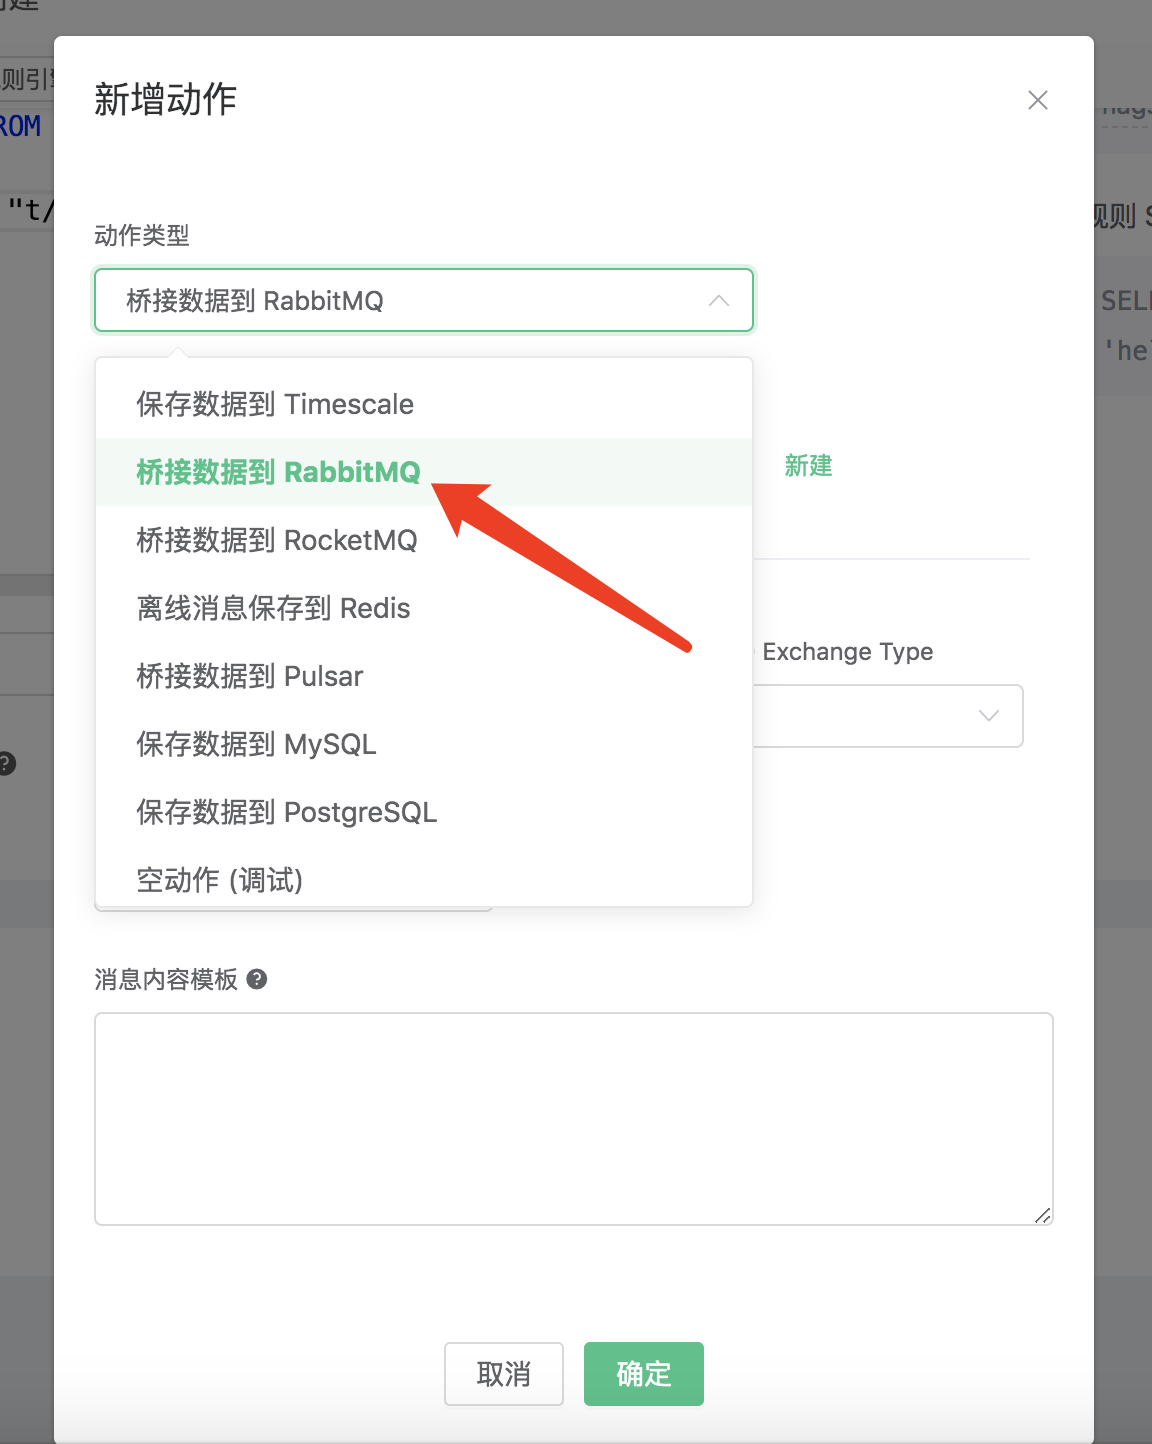 新增动作
ROM
"t/
规则 S
动作类型
桥接数据到 RabbitMQ
保存数据到 Timescale
桥接数据到 RabbitMQ
新建
桥接数据到 RocketMQ
离线消息保存到 Redis
Exchange Type
桥接数据到 Pulsar
保存数据到 MySQL
保存数据到 PostgreSQL
空动作 (调试)
消息内容模板
取消
确定